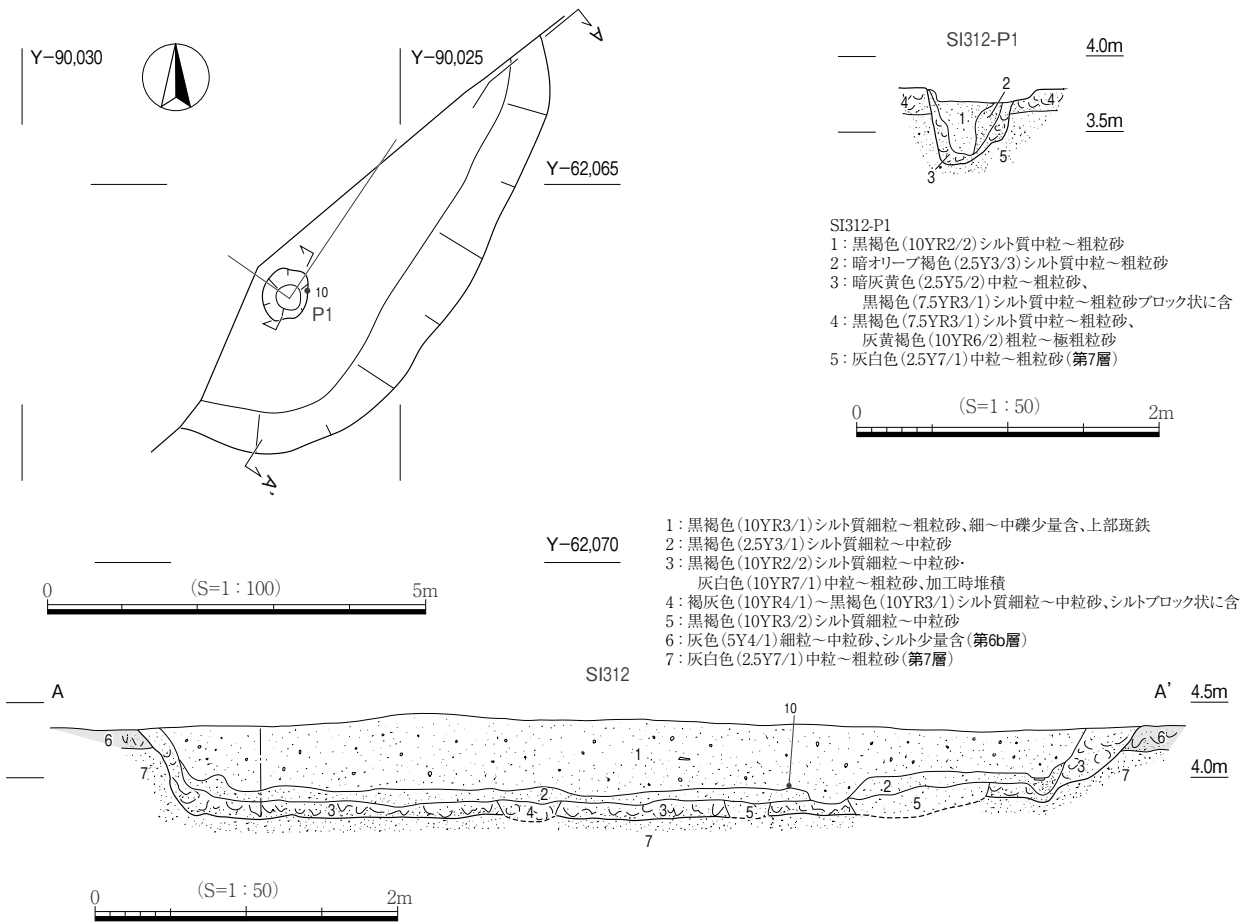 Y-90,030
Y-90,025
A
Y-62,065
10
P1
A'
Y-62,070
0
(S=1:100)
5m
SI312-P1
4.0m
2
4
1
4
3.5m
5
3
SI312-P1
1：黒褐色(10YR2/2)シルト質中粒～粗粒砂
2：暗オリーブ褐色(2.5Y3/3)シルト質中粒～粗粒砂
3：暗灰黄色(2.5Y5/2)中粒～粗粒砂、
黒褐色(7.5YR3/1)シルト質中粒～粗粒砂ブロック状に含
4：黒褐色(7.5YR3/1)シルト質中粒～粗粒砂、
灰黄褐色(10YR6/2)粗粒～極粗粒砂
5：灰白色(2.5Y7/1)中粒～粗粒砂(第7層)
0
(S=1:50)
2m
1：黒褐色(10YR3/1)シルト質細粒～粗粒砂、細～中礫少量含、上部斑鉄
2：黒褐色(2.5Y3/1)シルト質細粒～中粒砂
3：黒褐色(10YR2/2)シルト質細粒～中粒砂・
灰白色(10YR7/1)中粒～粗粒砂、加工時堆積
4：褐灰色(10YR4/1)～黒褐色(10YR3/1)シルト質細粒～中粒砂、シルトブロック状に含
5：黒褐色(10YR3/2)シルト質細粒～中粒砂
6：灰色(5Y4/1)細粒～中粒砂、シルト少量含(第6b層)
7：灰白色(2.5Y7/1)中粒～粗粒砂(第7層)
SI312
A
A'
4.5m
10
6
6
1
7
3
7
4.0m
2
2
3
4
3
5
5
7
0
(S=1:50)
2m